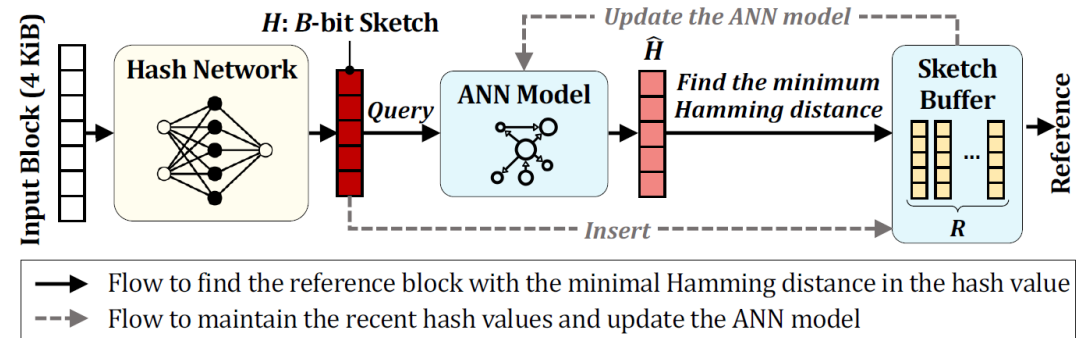 Update the ANN model
H: B-bit Sketch
Input Block (4 KiB)
Hash Network
Query
ANN Model
Ĥ
Find the minimum
Hamming distance
Sketch
Buffer
...
R
Reference
Insert
Flow to find the reference block with the minimal Hamming distance in the hash value
Flow to maintain the recent hash values and update the ANN model